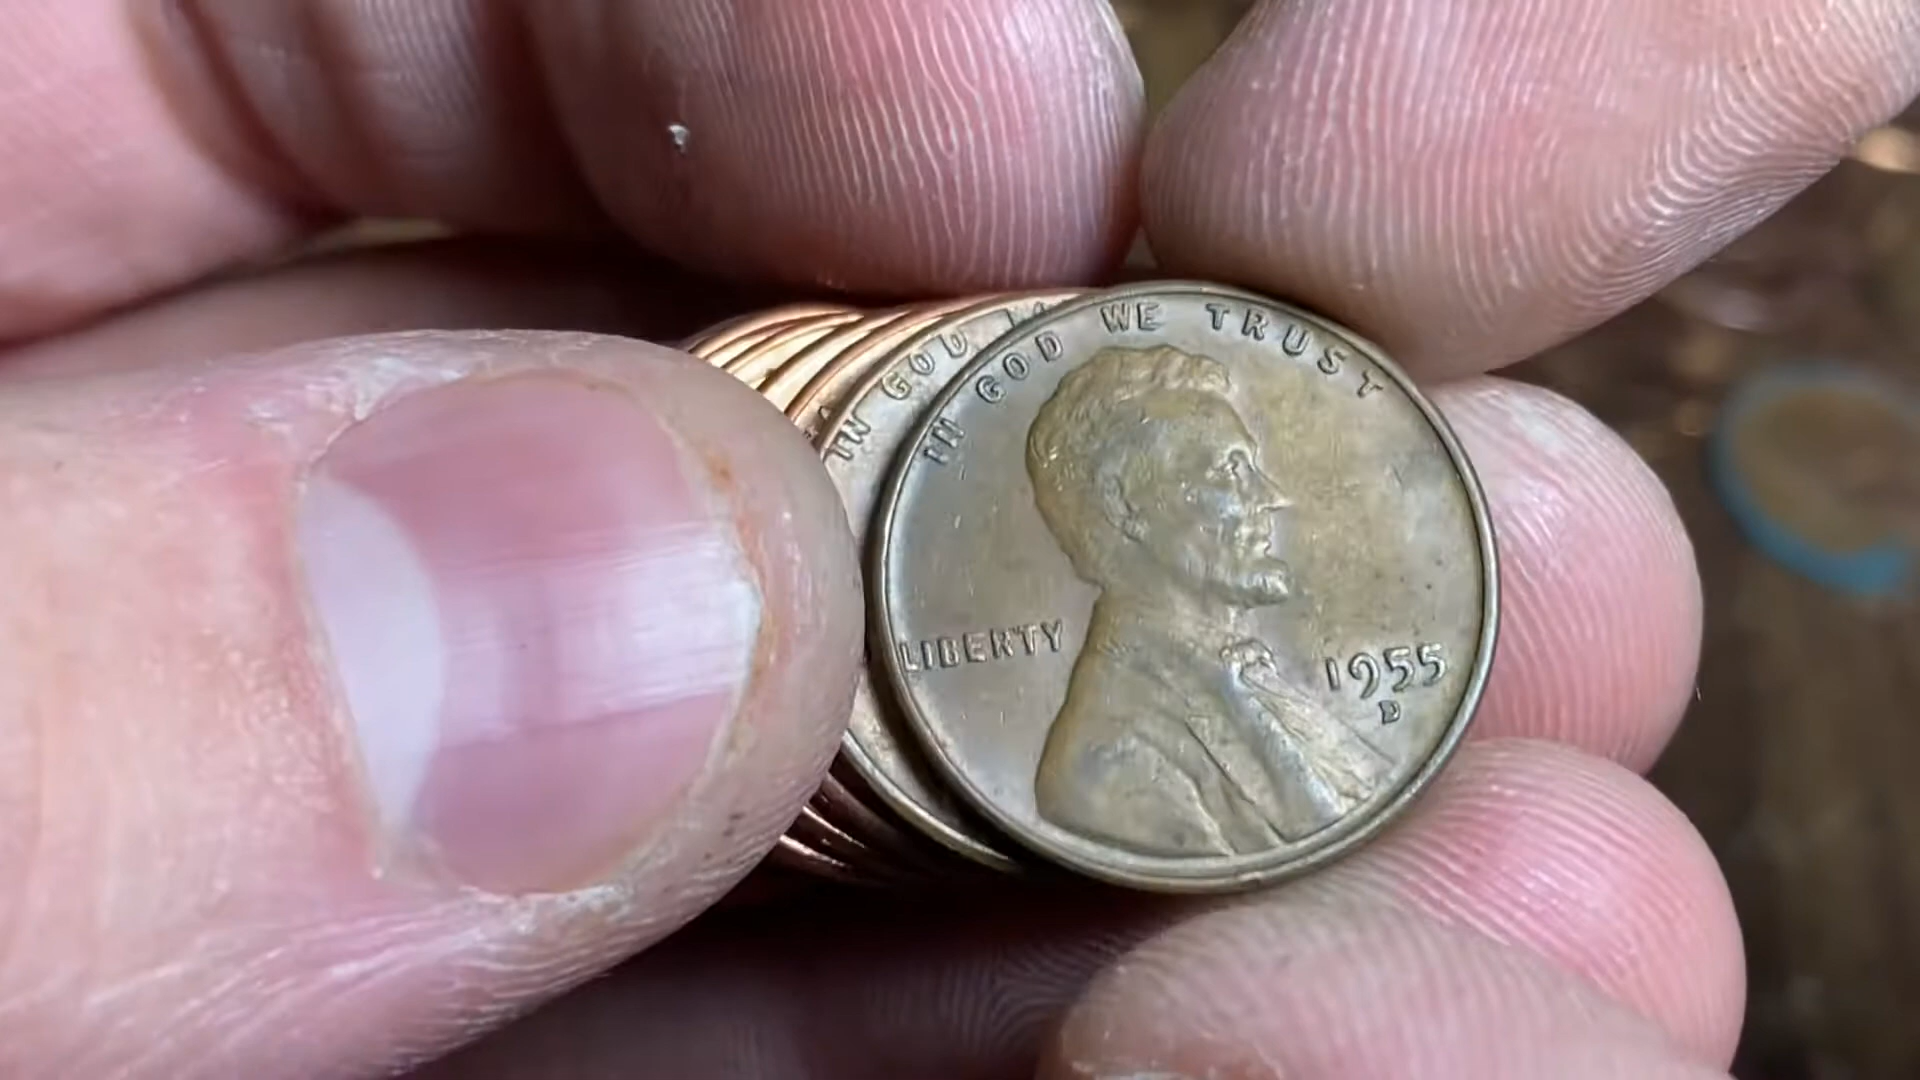 IN GOD WE TRUST
LIBERTY
1955
D
IN GOD